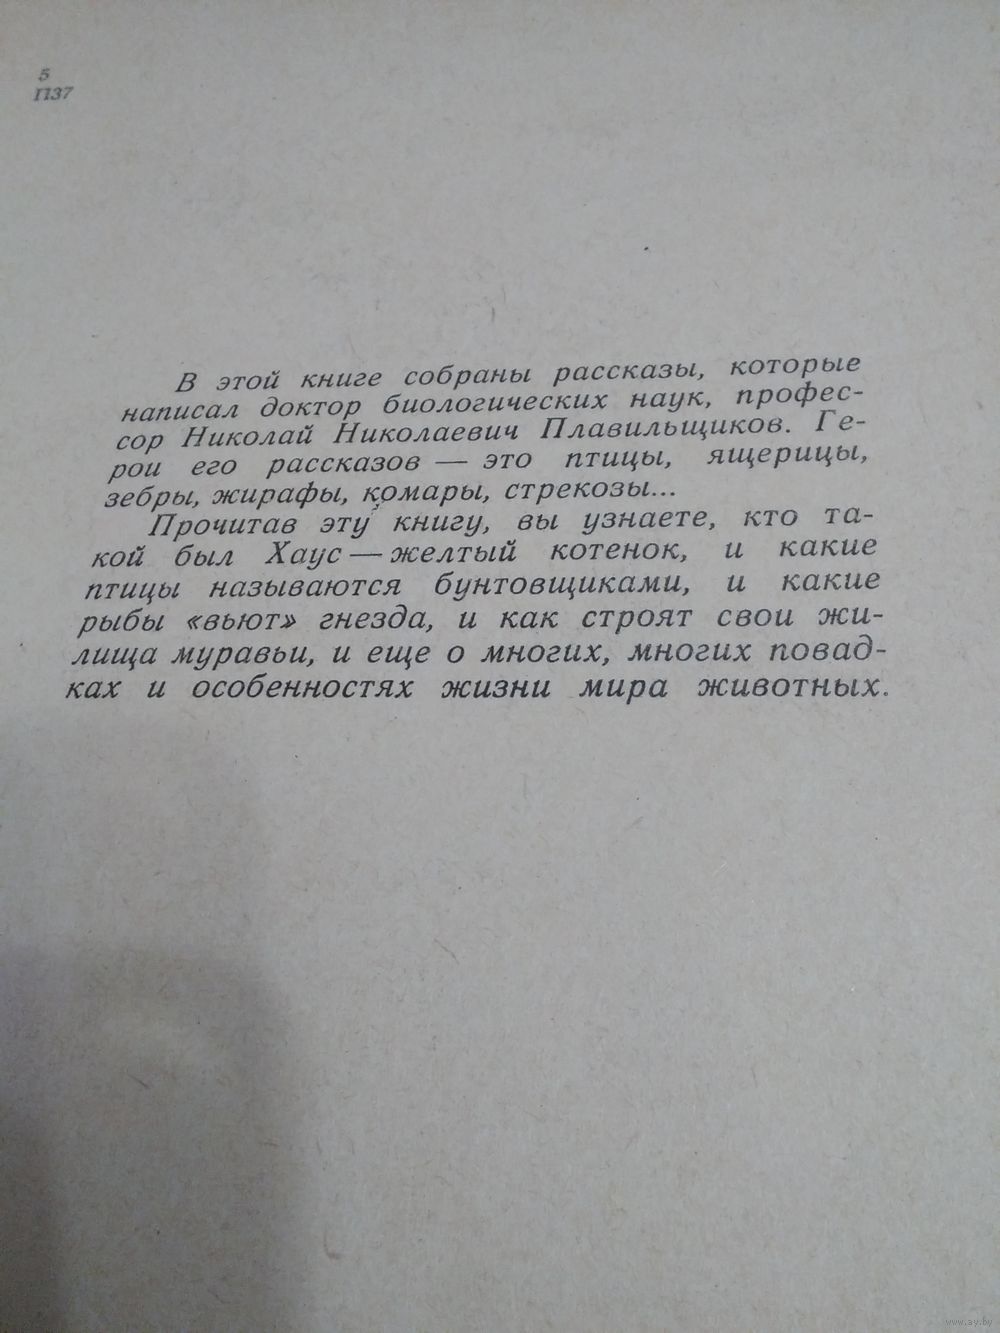 5
П37
В этой книге собраны рассказы, которые
написал доктор биологических наук, профес-
сор Николай Николаевич Плавильщиков. Ге-
рои его рассказов — это птицы, ящерицы,
зебры, жирафы, комары, стрекозы...
Прочитав эту книгу, вы узнаете, кто та-
кой был Хаус — желтый котенок, и какие
птицы называются бунтовщиками, и какие
рыбы «вьют» гнезда, и как строят свои жи-
лища муравьи, и еще о многих, многих повад-
ках и особенностях жизни мира животных.
www.ay.by